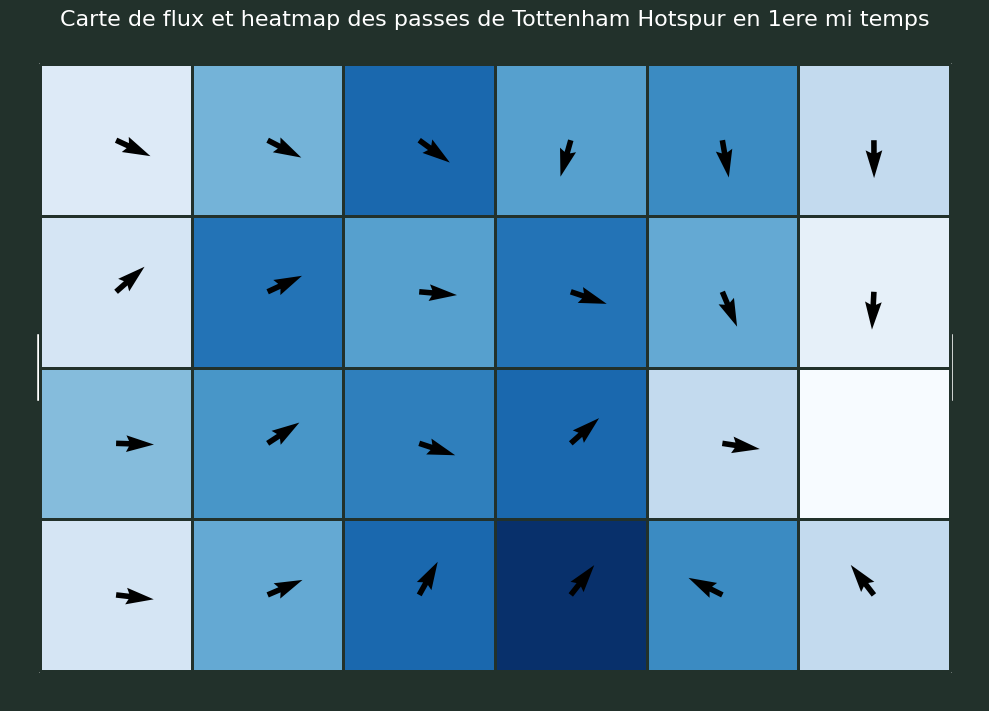 Carte de flux et heatmap des passes de Tottenham Hotspur en 1ere mi temps